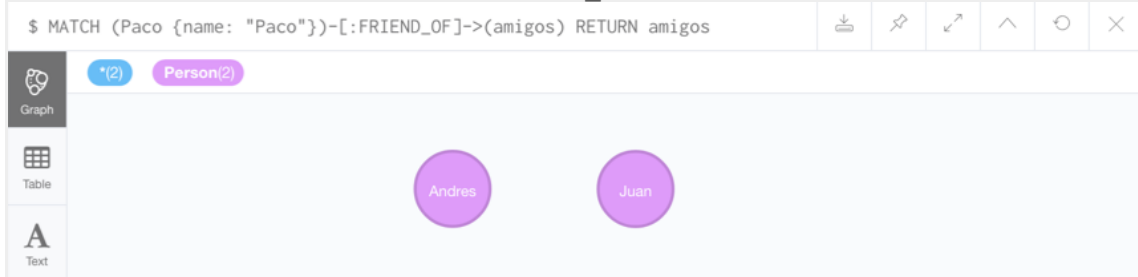 $ MATCH (Paco {name: "Paco"})-[:FRIEND_OF]->(amigos) RETURN amigos
*(2) Person(2)
Graph
Table
Andres Juan
A
Text